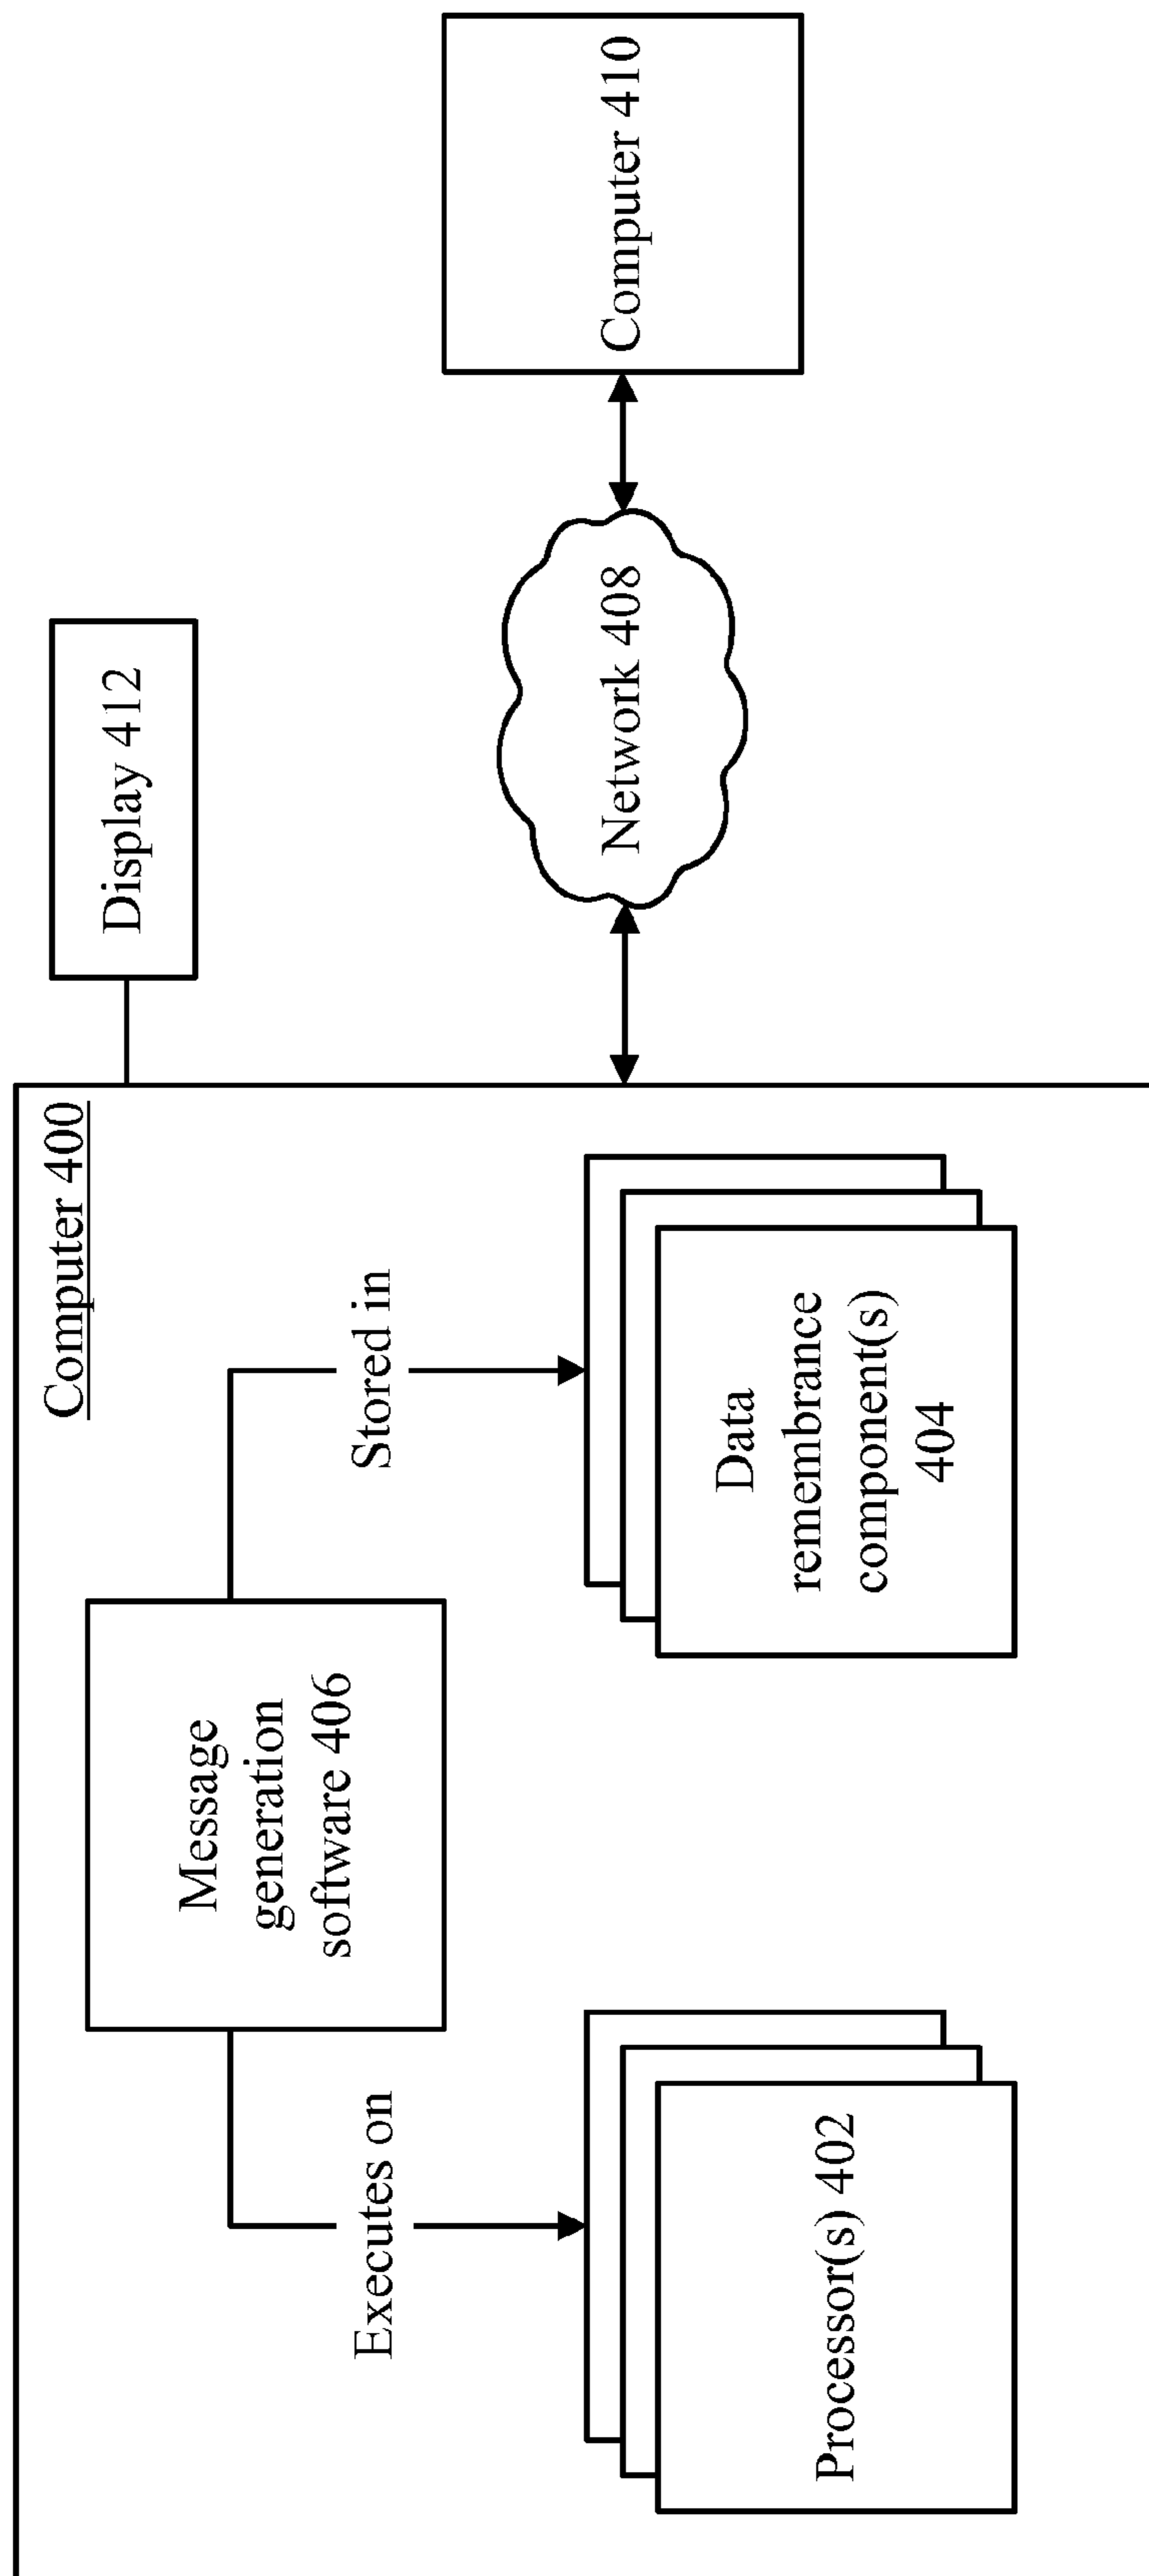 Computer 400
Display 412
Message
generation
software 406
Executes on
Stored in
Network 408
Computer 410
Processor(s) 402
Data
remembrance
component(s)
404